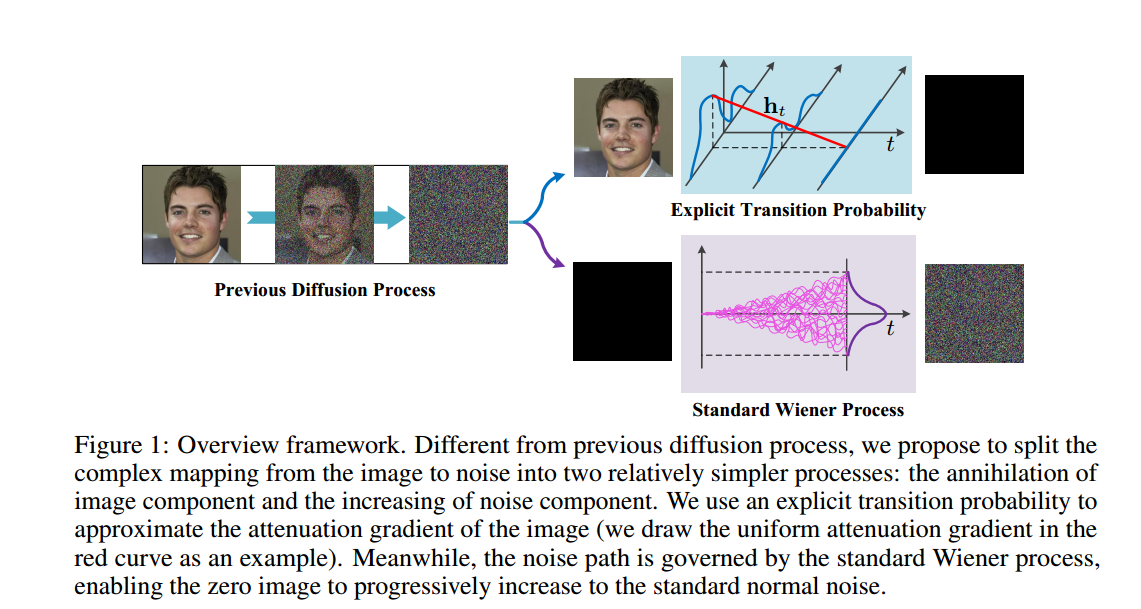 h_t
t
Explicit Transition Probability
Previous Diffusion Process
t
Standard Wiener Process
Figure 1: Overview framework. Different from previous diffusion process, we propose to split the
complex mapping from the image to noise into two relatively simpler processes: the annihilation of
image component and the increasing of noise component. We use an explicit transition probability to
approximate the attenuation gradient of the image (we draw the uniform attenuation gradient in the
red curve as an example). Meanwhile, the noise path is governed by the standard Wiener process,
enabling the zero image to progressively increase to the standard normal noise.